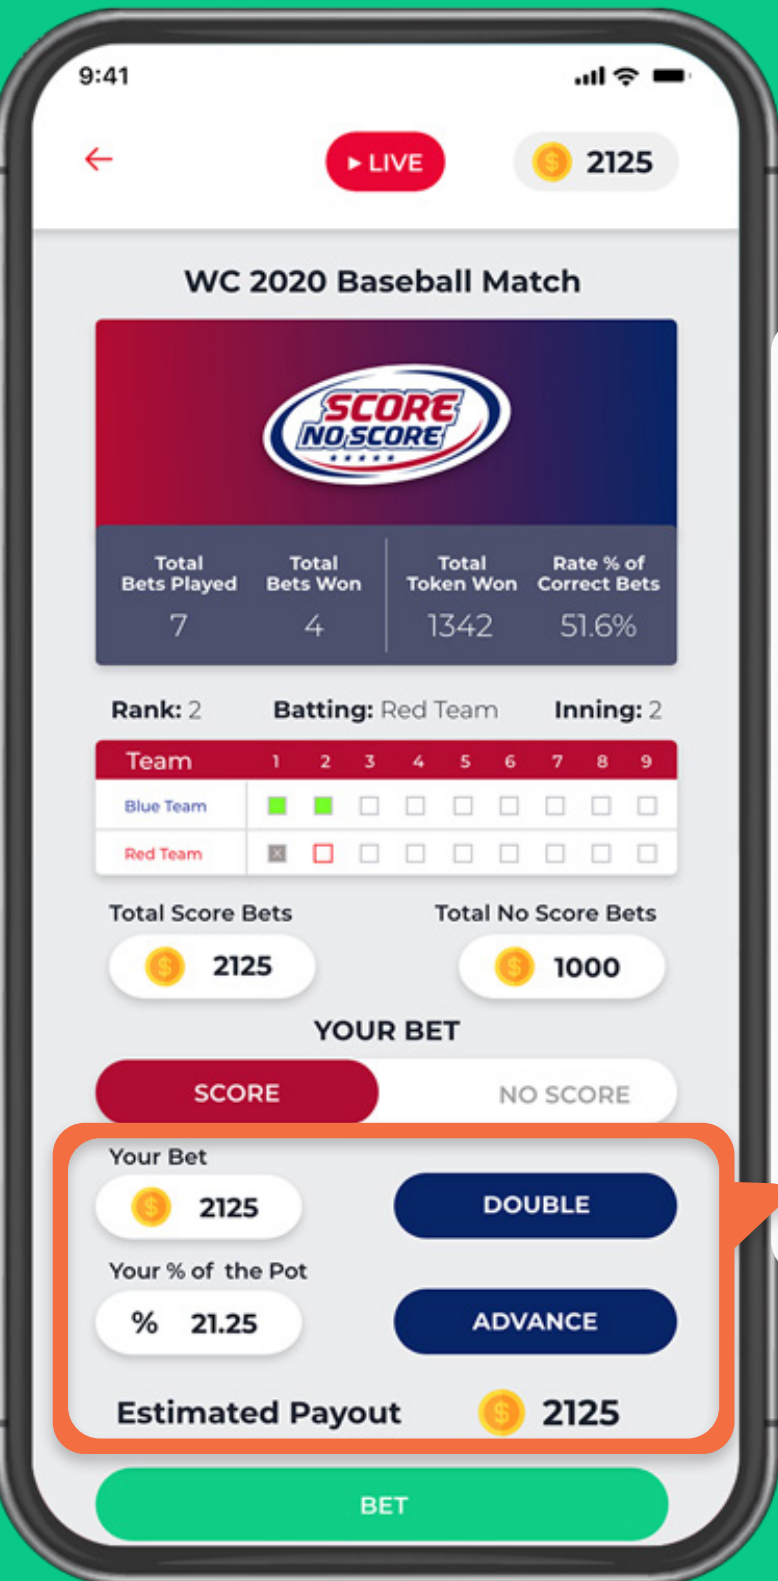 9:41
LIVE
2125
WC 2020 Baseball Match
SCORE
NO SCORE
Total Bets Played
Total Bets Won
Total Token Won
Rate % of Correct Bets
7 4 1342 51.6%
Rank: 2 Batting: Red Team Inning: 2
Team 1 2 3 4 5 6 7 8 9
Blue Team
Red Team
Total Score Bets Total No Score Bets
2125 1000
YOUR BET
SCORE NO SCORE
Your Bet
2125 DOUBLE
Your % of the Pot
% 21.25 ADVANCE
Estimated Payout 2125
BET